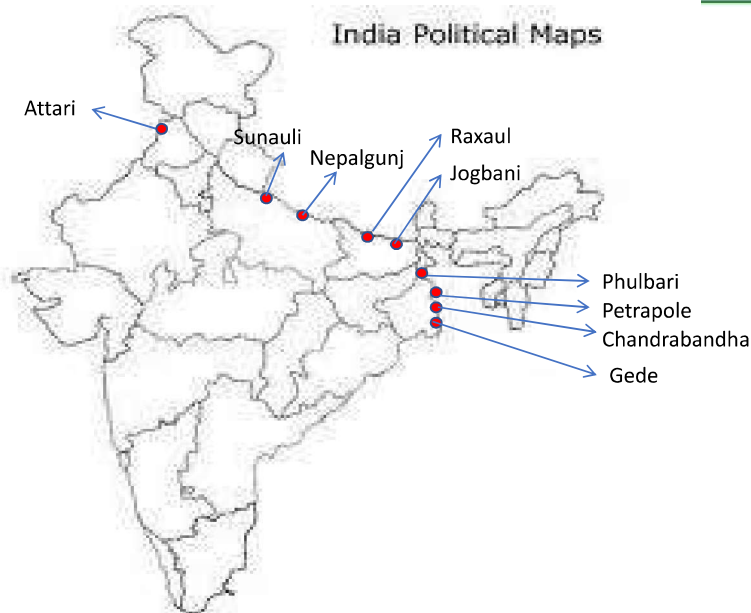 India Political Maps
Attari
Sunauli
Nepalgunj
Raxaul
Jogbani
Phulbari
Petrapole
Chandrabandha
Gede